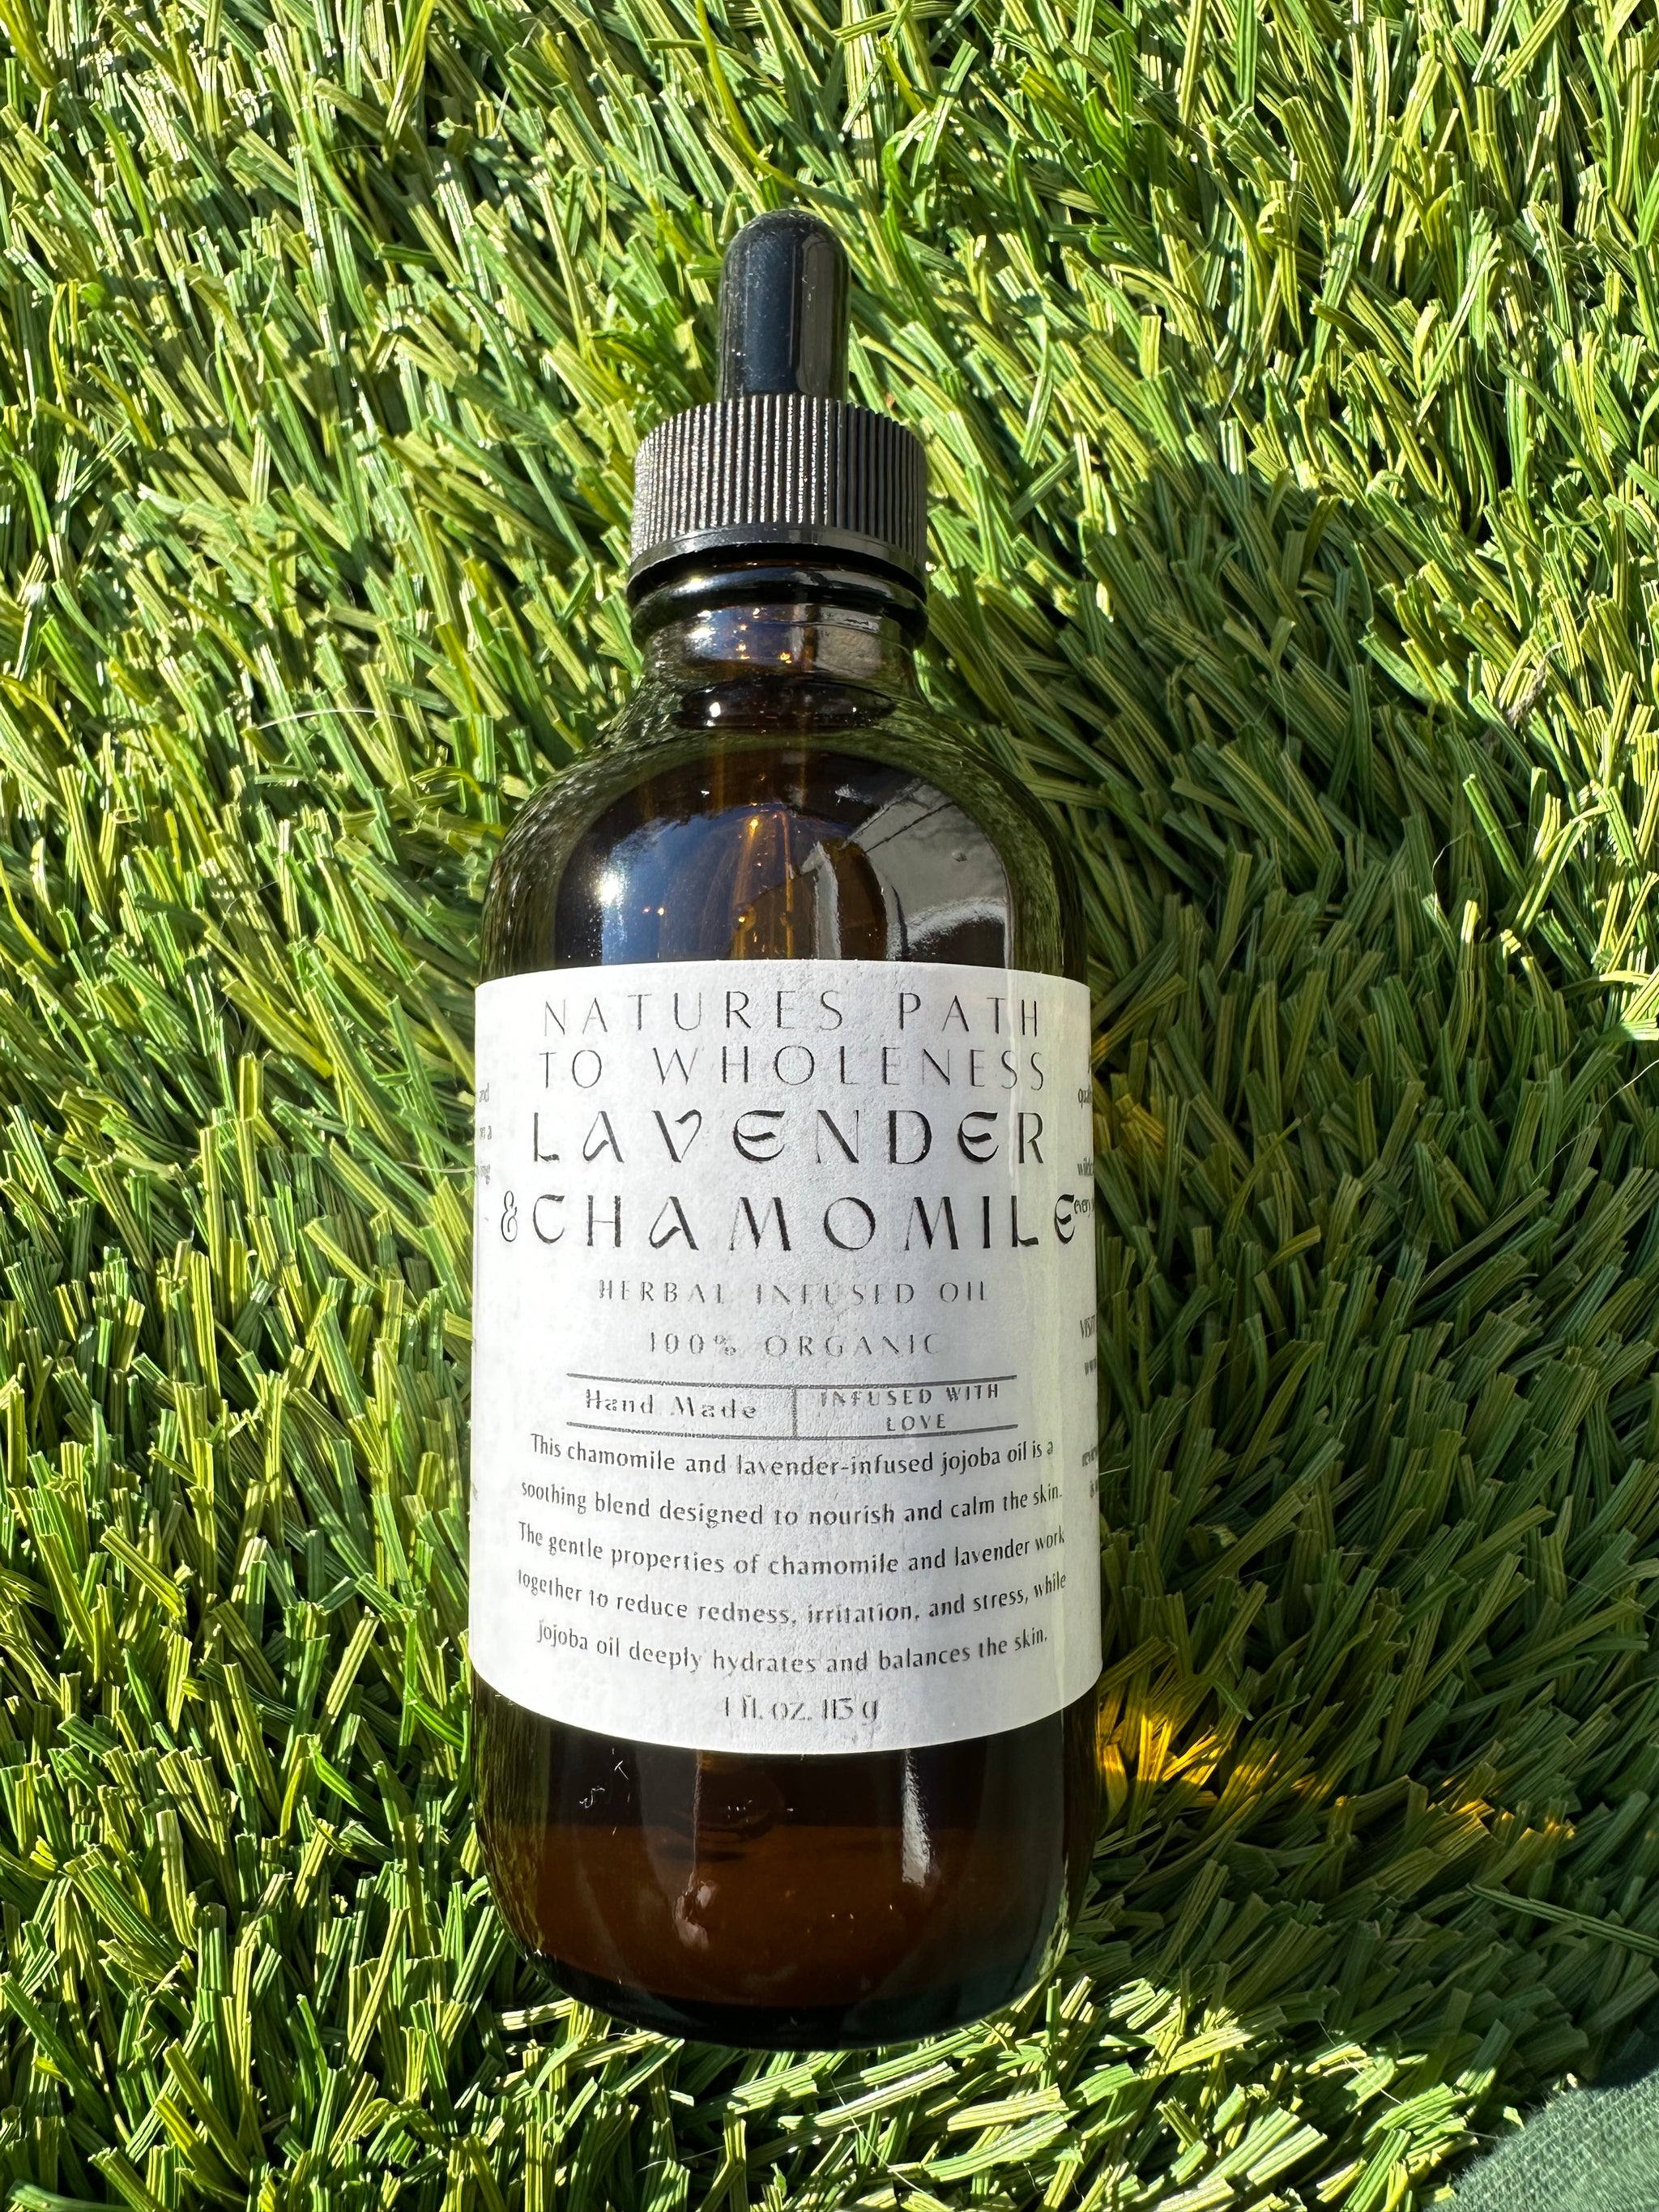 NATURES PATH
TO WHOLENESS
LAVENDER
&CHAMOMILE
HERBAL INFUSED OIL
100% ORGANIC
Hand Made
INFUSED WITH
LOVE
This chamomile and lavender-infused jojoba oil is a
soothing blend designed to nourish and calm the skin.
The gentle properties of chamomile and lavender work
together to reduce redness, irritation, and stress, while
jojoba oil deeply hydrates and balances the skin.
fl. oz. 113 g